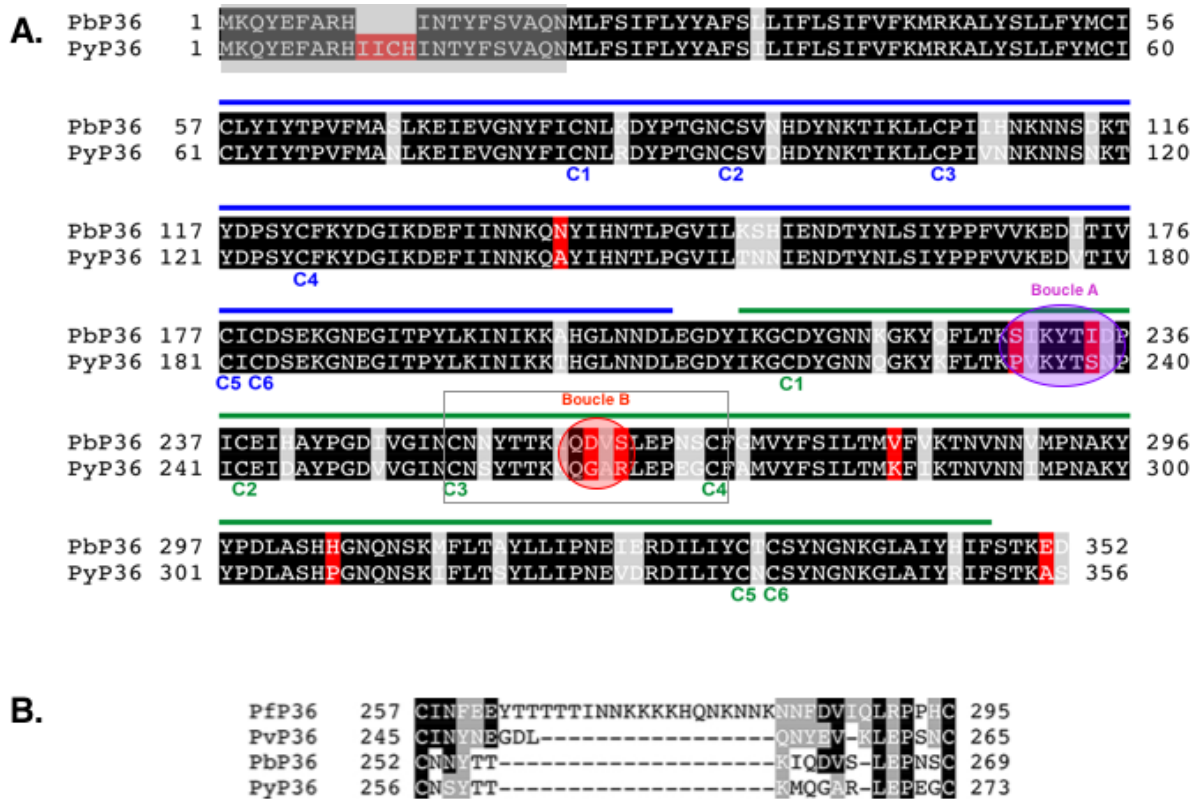 A.
PbP36 1 MKQYEFARH INTYFSVAQNMLFSIFLYYAFSLLIFLSIFVFKMRKALYSLLFYMCI 56
PyP36 1 MKQYEFARHIICHINTYFSVAQNMLFSIFLYYAFSILIFLSIFVFKMRKALYSLLFYMCI 60
PbP36 57 CLYIYTPVFMASLKEIEVGNYFICNLKDYPTGNCSVNHDYNKTIKLLCPIIHNKNNSDKT 116
PyP36 61 CLYIYTPVFMANLKEIEVGNYFICNLRDYPTGNCSVDHDYNKTIKLLCPIVNNKNNSNKT 120
C1 C2 C3
PbP36 117 YDPSYCFKYDGIKDEFIINNKQNYIHNTLPGVILKSHIENDTYNLSIYPPFVVKEDITIV 176
PyP36 121 YDPSYCFKYDGIKDEFIINNKQAYIHNTLPGVILTNNIENDTYNLSIYPPFVVKEDVTIV 180
C4
Boucle A
PbP36 177 CICDSEKGNEGITPYLKINIKKAHGLNNDLEGDYIKGCDYGNNKGKYQFLTKSIKYTIDP 236
PyP36 181 CICDSEKGNEGITPYLKINIKKTHGLNNDLEGDYIKGCDYGNNQGKYKFLTKPVKYTSNP 240
C5 C6 C1
Boucle B
PbP36 237 ICEIHAYPGDIVGINCNNYTTKIQDVSLEPNSCFGMVYFSILTMVFVKTNVNNVMPNAKY 296
PyP36 241 ICEIDAYPGDVVGINCNSYTTKMQGARLEPEGCFAMVYFSILTMKFIKTNVNNIMPNAKY 300
C2 C3 C4
PbP36 297 YPDLASHHGNQNSKMFLTAYLLIPNEIERDILIYCTCSYNGNKGLAIYHIFSTKED 352
PyP36 301 YPDLASHPGNQNSKIFLTSYLLIPNEVDRDILIYCNCSYNGNKGLAIYRIFSTKAS 356
C5 C6
B.
PfP36 257 CINFEEYTTTTTINNKKKKHQNKNNKNNFDVIQLRPPHC 295
PvP36 245 CINYNEGDL-----------------QNYEV-KLEPSNC 265
PbP36 252 CNNYTT--------------------KIQDVS-LEPNSC 269
PyP36 256 CNSYTT--------------------KMQGAR-LEPEGC 273